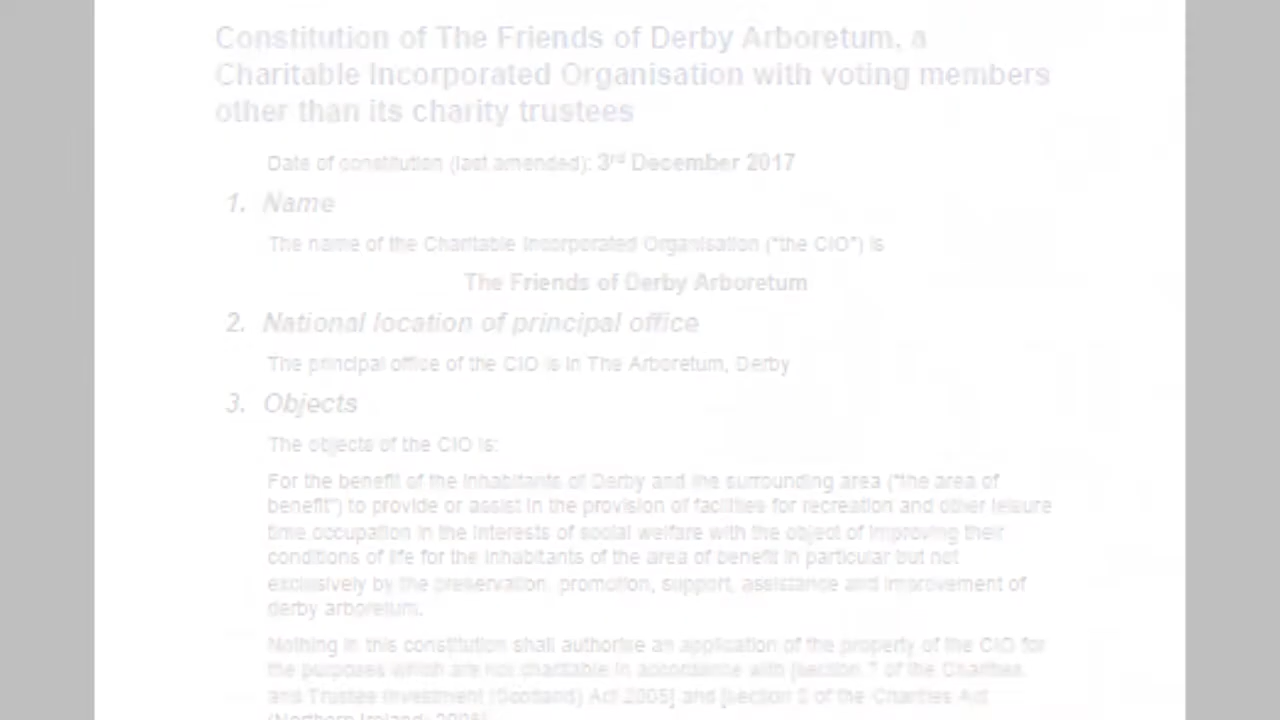 Constitution of The Friends of Derby Arboretum, a
Charitable Incorporated Organisation with voting members
other than its charity trustees
Date of constitution (last amended): 3rd December 2017
1. Name
The name of the Charitable Incorporated Organisation ("the CIO") is
The Friends of Derby Arboretum
2. National location of principal office
The principal office of the CIO is in The Arboretum, Derby
3. Objects
The objects of the CIO is:
For the benefit of the inhabitants of Derby and the surrounding area ("the area of
benefit") to provide or assist in the provision of facilities for recreation and other leisure
time occupation in the interests of social welfare with the object of improving their
conditions of life for the inhabitants of the area of benefit in particular but not
exclusively by the preservation, promotion, support, assistance and improvement of
derby arboretum.
Nothing in this constitution shall authorise an application of the property of the CIO for
the purposes which are not charitable in accordance with [section 7 of the Charities
and Trustee Investment (Scotland) Act 2005] and [section 2 of the Charities Act
(Northern Ireland)